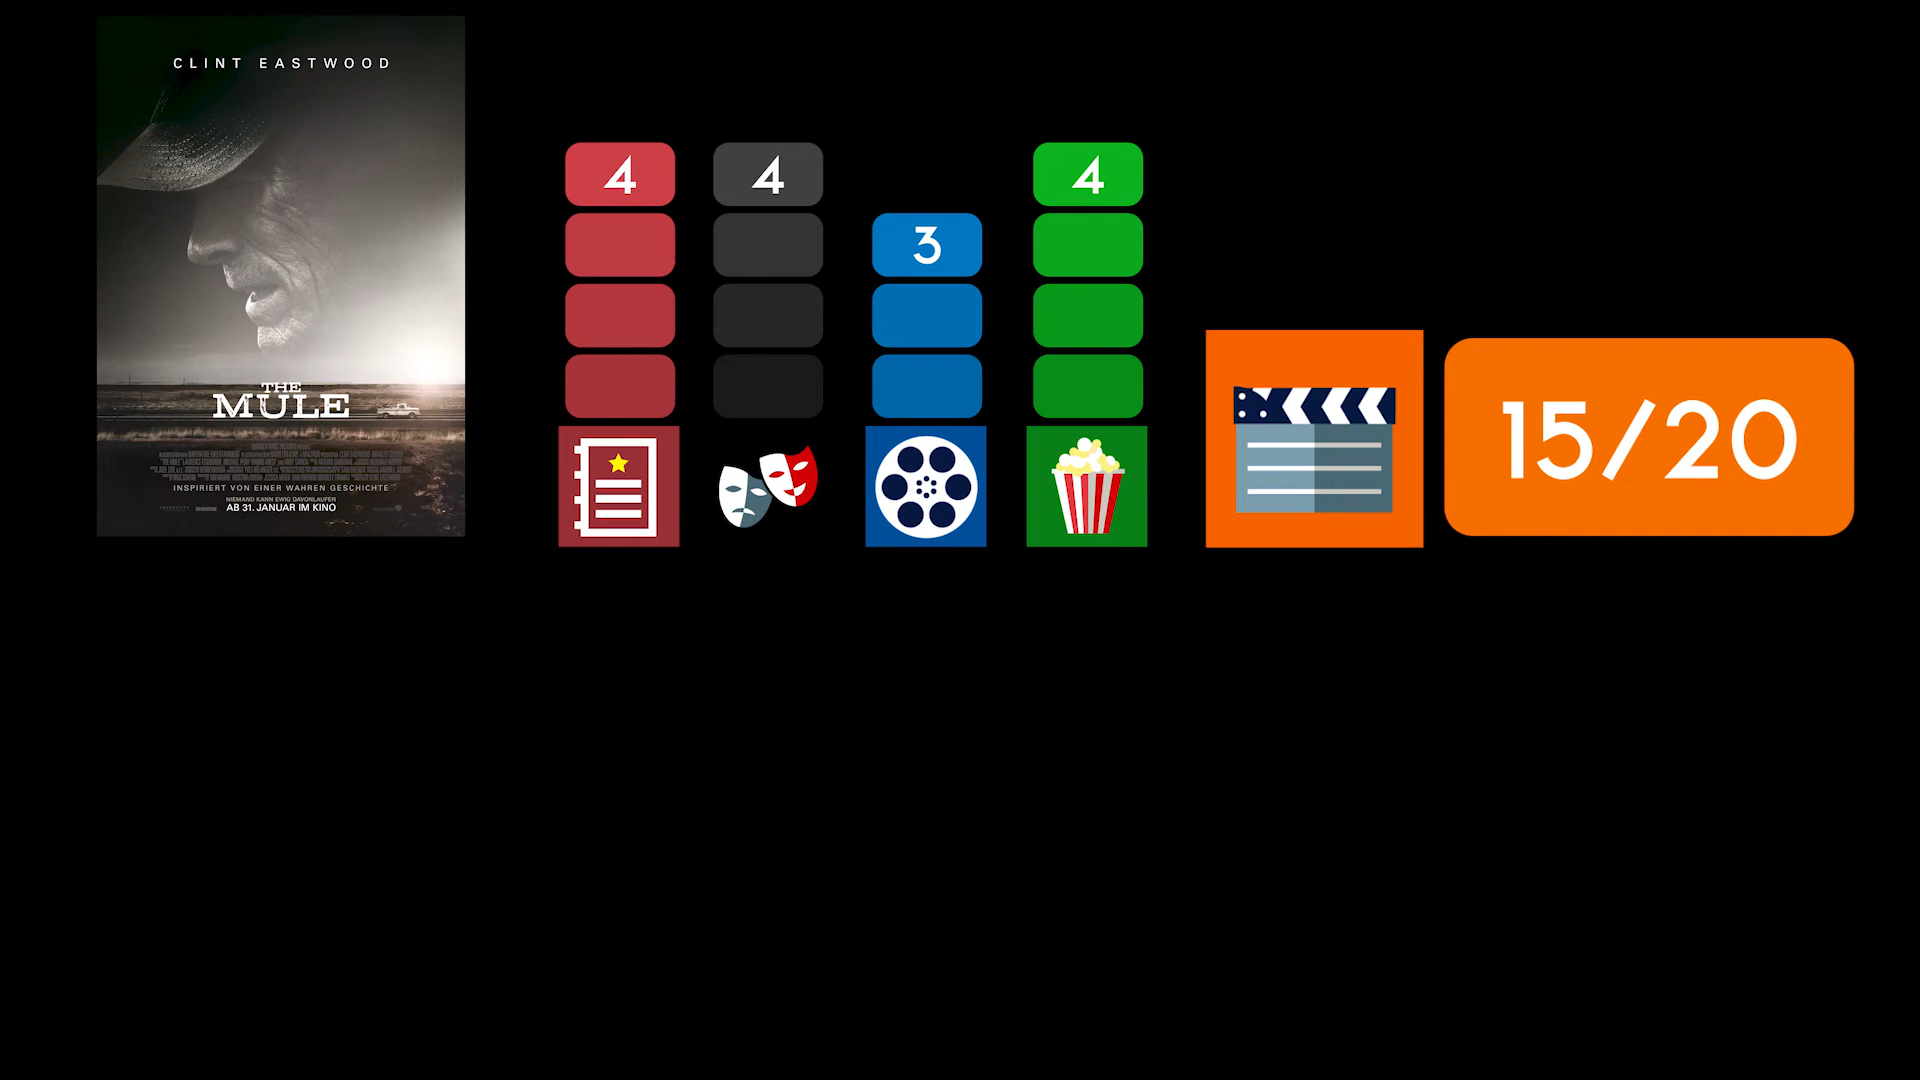 CLINT EASTWOOD
THE
MULE
INSPIRIERT VON EINER WAHREN GESCHICHTE
NIEMAND KANN EWIG DAVONLAUFEN
AB 31. JANUAR IM KINO
4
4
3
4
15/20